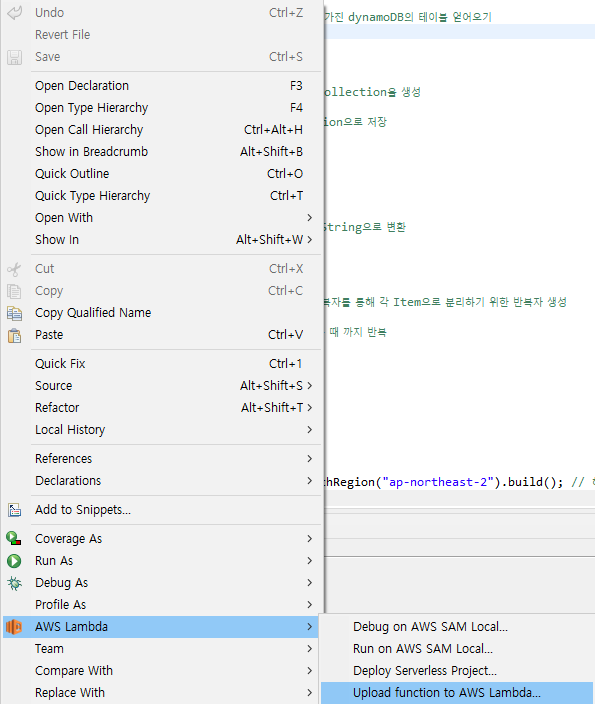 Undo Ctrl+Z
Revert File
Save Ctrl+S
Open Declaration F3
Open Type Hierarchy F4
Open Call Hierarchy Ctrl+Alt+H
Show in Breadcrumb Alt+Shift+B
Quick Outline Ctrl+O
Quick Type Hierarchy Ctrl+T
Open With >
Show In Alt+Shift+W >
Cut Ctrl+X
Copy Ctrl+C
Copy Qualified Name
Paste Ctrl+V
Quick Fix Ctrl+1
Source Alt+Shift+S >
Refactor Alt+Shift+T >
Local History >
References >
Declarations >
Add to Snippets...
Coverage As >
Run As >
Debug As >
Profile As >
AWS Lambda >
Team >
Compare With >
Replace With >
가진 dynamoDB의 테이블 얻어오기
ollection을 생성
ion으로 저장
String으로 변환
복자를 통해 각 Item으로 분리하기 위한 반복자 생성
때 까지 반복
thRegion("ap-northeast-2").build(); //
Debug on AWS SAM Local...
Run on AWS SAM Local...
Deploy Serverless Project...
Upload function to AWS Lambda...